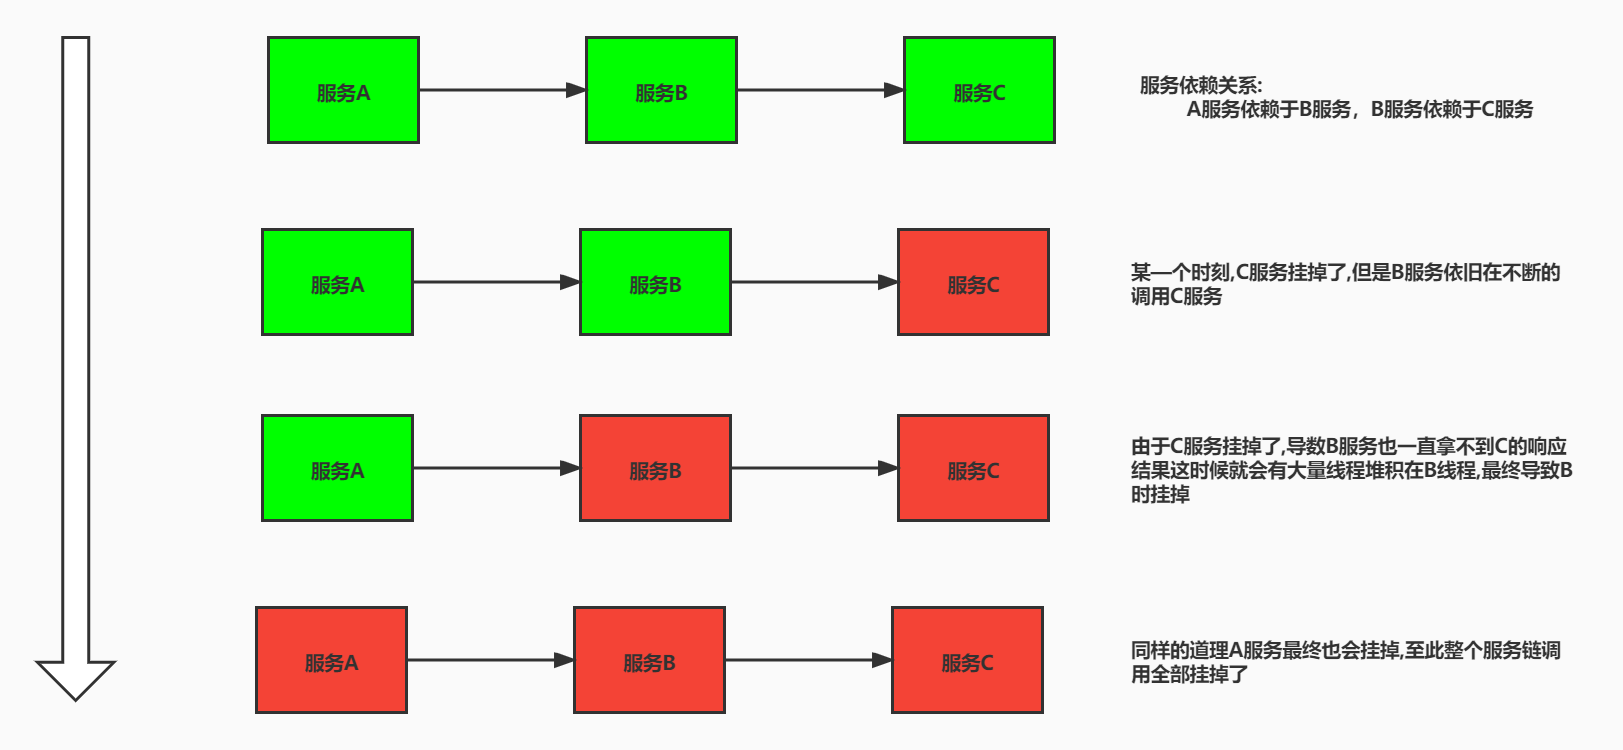 服务A
服务B
服务C
服务依赖关系:
A服务依赖于B服务，B服务依赖于C服务
服务A
服务B
服务C
某一个时刻,C服务挂掉了,但是B服务依旧在不断的
调用C服务
服务A
服务B
服务C
由于C服务挂掉了,导数B服务也一直拿不到C的响应
结果这时候就会有大量线程堆积在B线程,最终导致B
时挂掉
服务A
服务B
服务C
同样的道理A服务最终也会挂掉,至此整个服务链调
用全部挂掉了